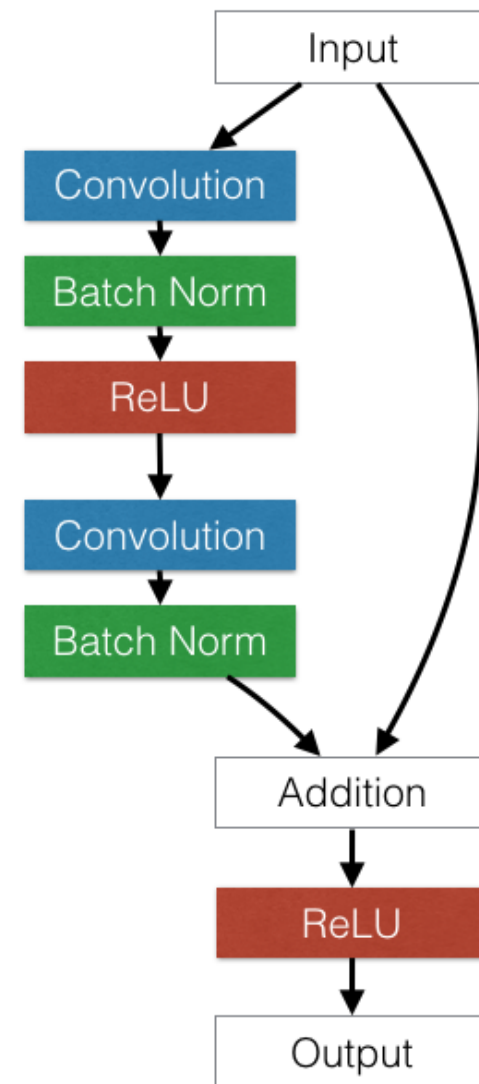 Input
Convolution
Batch Norm
ReLU
Convolution
Batch Norm
Addition
ReLU
Output